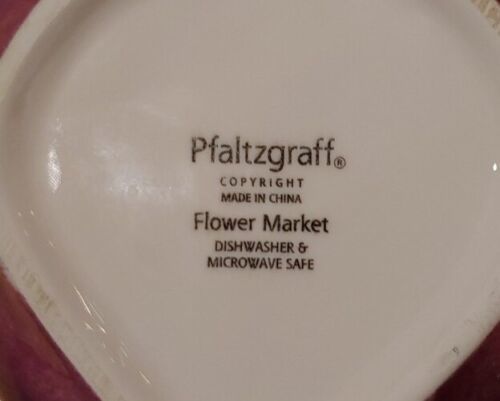 Pfaltzgraff®
COPYRIGHT
MADE IN CHINA
Flower Market
DISHWASHER &
MICROWAVE SAFE